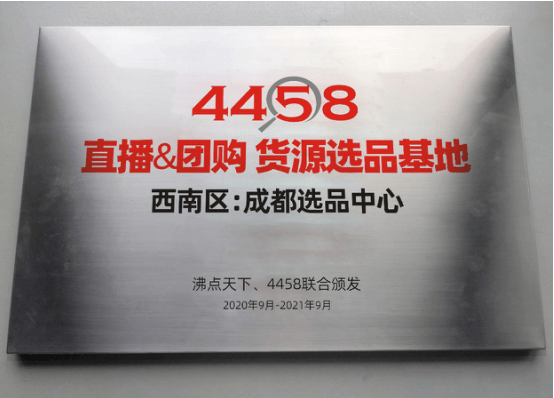 4458
直播&团购 货源选品基地
西南区:成都选品中心
沸点天下、4458联合颁发
2020年9月-2021年9月